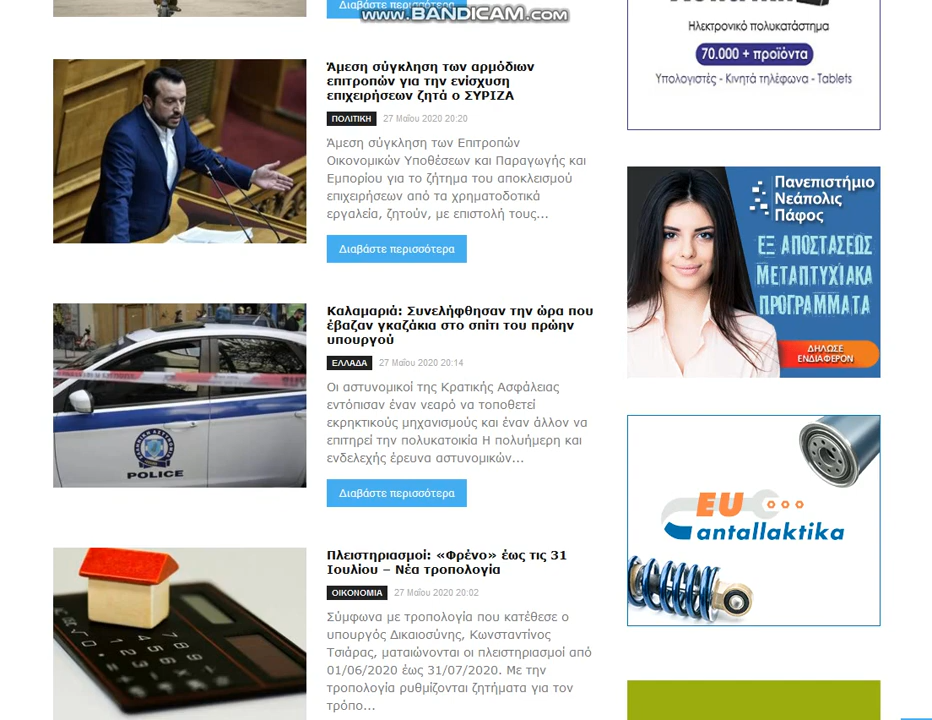 Διαβάστε περισσότερα
www.BANDICAM.com
Άμεση σύγκληση των αρμόδιων
επιτροπών για την ενίσχυση
επιχειρήσεων ζητά ο ΣΥΡΙΖΑ
ΠΟΛΙΤΙΚΗ 27 Μαΐου 2020 20:20
Άμεση σύγκληση των Επιτροπών
Οικονομικών Υποθέσεων και Παραγωγής και
Εμπορίου για το ζήτημα του αποκλεισμού
επιχειρήσεων από τα χρηματοδοτικά
εργαλεία, ζητούν, με επιστολή τους...
Διαβάστε περισσότερα
POLICE
Καλαμαριά: Συνελήφθησαν την ώρα που
έβαζαν γκαζάκια στο σπίτι του πρώην
υπουργού
ΕΛΛΑΔΑ 27 Μαΐου 2020 20:14
Οι αστυνομικοί της Κρατικής Ασφάλειας
εντόπισαν έναν νεαρό να τοποθετεί
εκρηκτικούς μηχανισμούς και έναν άλλον να
επιτηρεί την πολυκατοικία Η πολυήμερη και
ενδελεχής έρευνα αστυνομικών...
Διαβάστε περισσότερα
Πλειστηριασμοί: «Φρένο» έως τις 31
Ιουλίου – Νέα τροπολογία
ΟΙΚΟΝΟΜΙΑ 27 Μαΐου 2020 20:02
Σύμφωνα με τροπολογία που κατέθεσε ο
υπουργός Δικαιοσύνης, Κωνσταντίνος
Τσιάρας, ματαιώνονται οι πλειστηριασμοί από
01/06/2020 έως 31/07/2020. Με την
τροπολογία ρυθμίζονται ζητήματα για τον
τρόπο...
Ηλεκτρονικό πολυκατάστημα
70.000 + προϊόντα
Υπολογιστές - Κινητά τηλέφωνα - Tablets
Πανεπιστήμιο
Νεάπολις
Πάφος
ΕΞ ΑΠΟΣΤΑΣΕΩΣ
ΜΕΤΑΠΤΥΧΙΑΚΑ
ΠΡΟΓΡΑΜΜΑΤΑ
ΔΗΛΩΣΕ
ΕΝΔΙΑΦΕΡΟΝ
EU
antallaktika